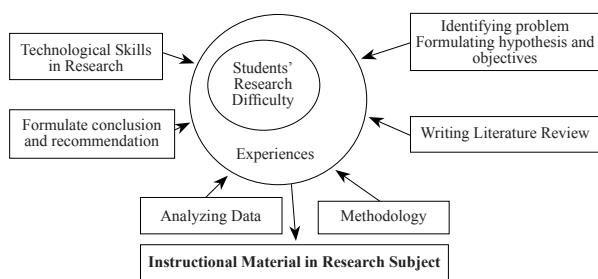 Technological Skills
in Research
Students’
Research
Difficulty
Identifying problem
Formulating hypothesis and
objectives
Formulate conclusion
and recommendation
Writing Literature Review
Experiences
Analyzing Data
Methodology
Instructional Material in Research Subject